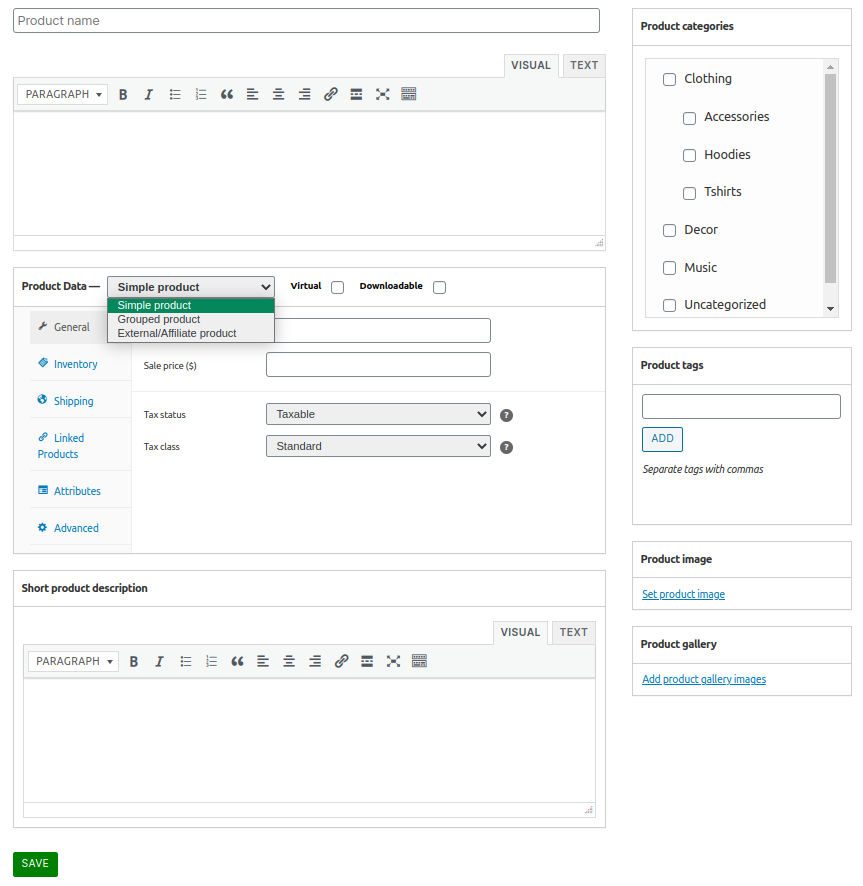 Product name
VISUAL TEXT
PARAGRAPH B I
Product Data — Simple product Virtual Downloadable
Simple product
Grouped product
External/Affiliate product
General
Inventory
Shipping
Linked
Products
Attributes
Advanced
Sale price ($)
Tax status Taxable ?
Tax class Standard ?
Short product description
VISUAL TEXT
PARAGRAPH B I
SAVE
Product categories
Clothing
Accessories
Hoodies
Tshirts
Decor
Music
Uncategorized
Product tags
ADD
Separate tags with commas
Product image
Set product image
Product gallery
Add product gallery images